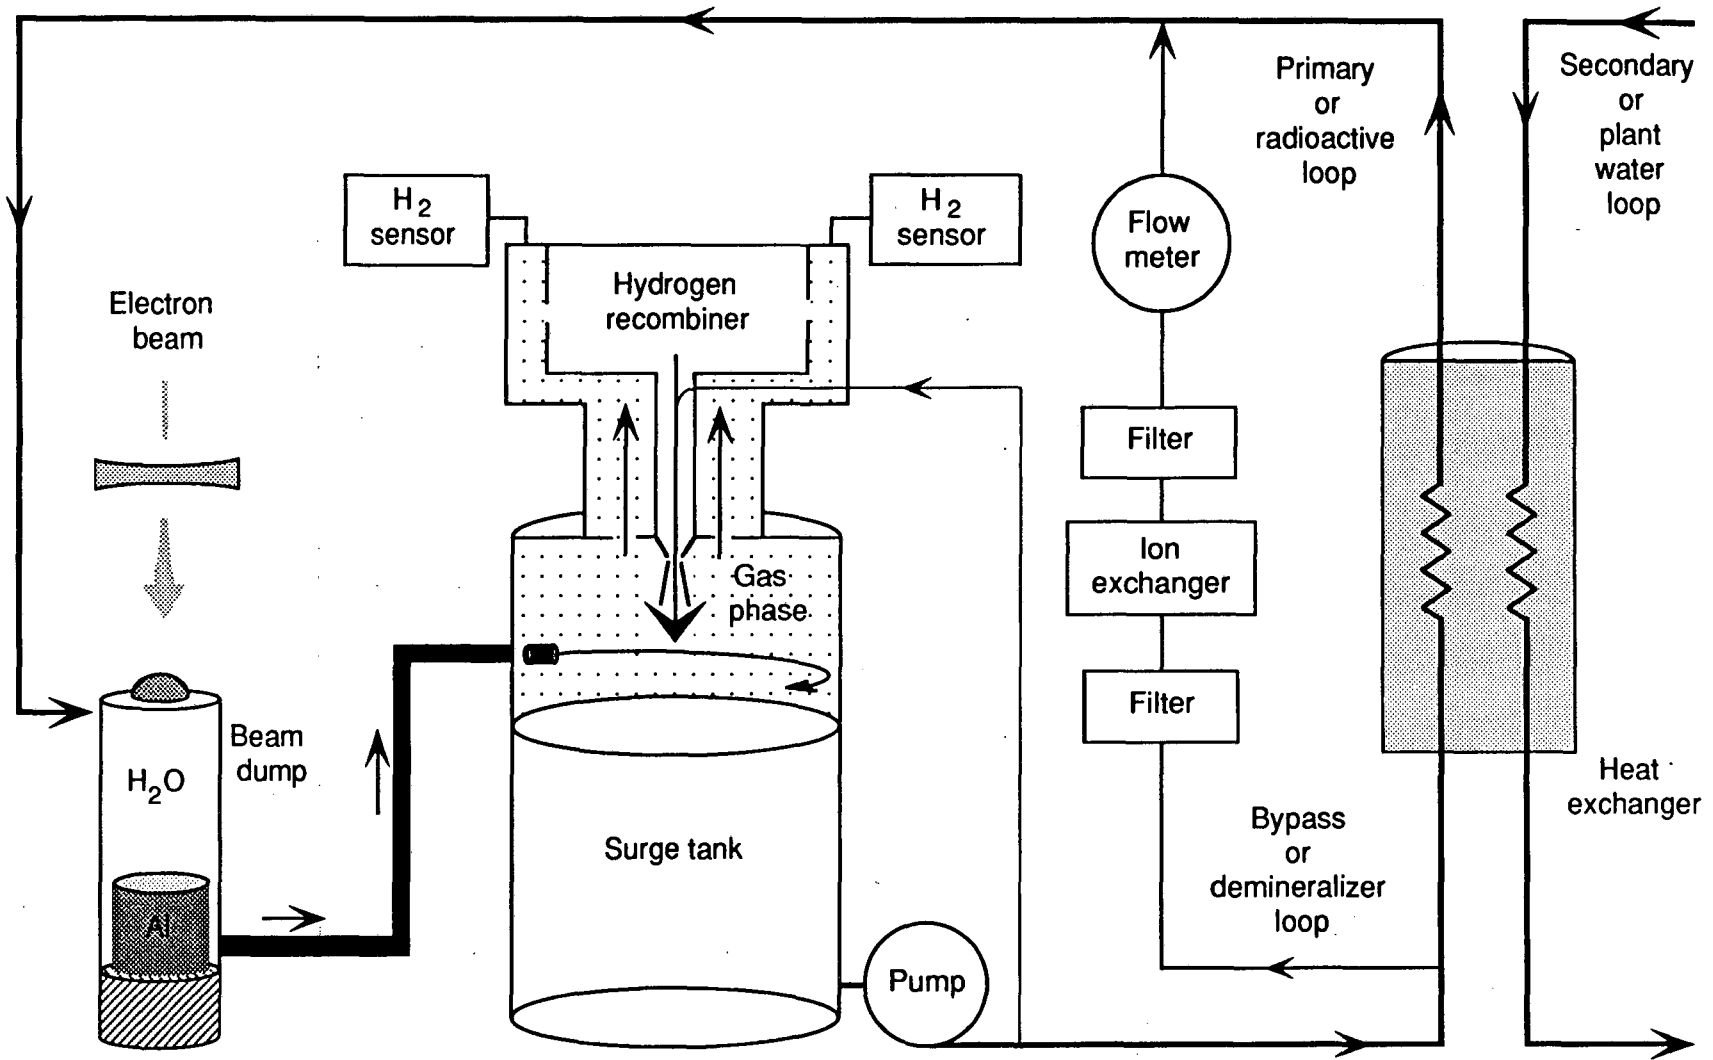 Primary
or
radioactive
loop
Secondary
or
plant
water
loop
H2
sensor
H2
sensor
Flow
meter
Hydrogen
recombiner
Electron
beam
Filter
Ion
exchanger
Gas
phase
Filter
Beam
dump
H2O
Heat
exchanger
Surge tank
Bypass
or
demineralizer
loop
Al
Pump